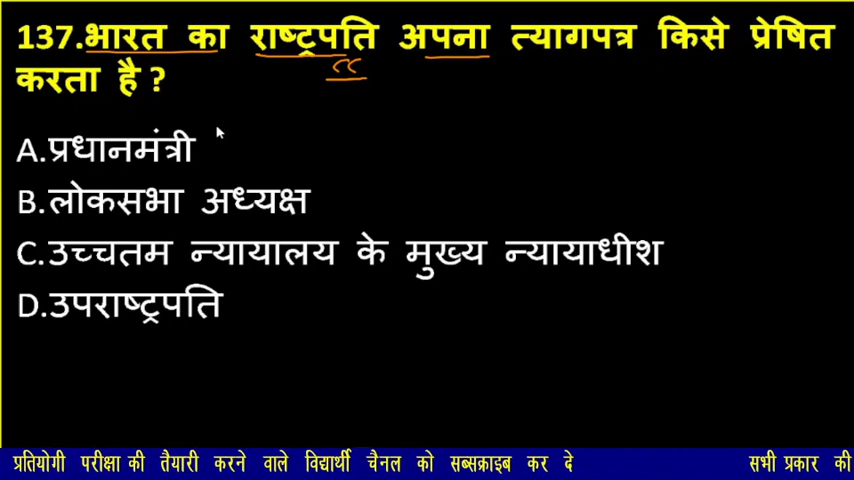 137.भारत का राष्ट्रपति अपना त्यागपत्र किसे प्रेषित
करता है ?
A.प्रधानमंत्री
B.लोकसभा अध्यक्ष
C.उच्चतम न्यायालय के मुख्य न्यायाधीश
D.उपराष्ट्रपति
प्रतियोगी परीक्षा की तैयारी करने वाले विद्यार्थी चैनल को सब्सक्राइब कर दे सभी प्रकार की